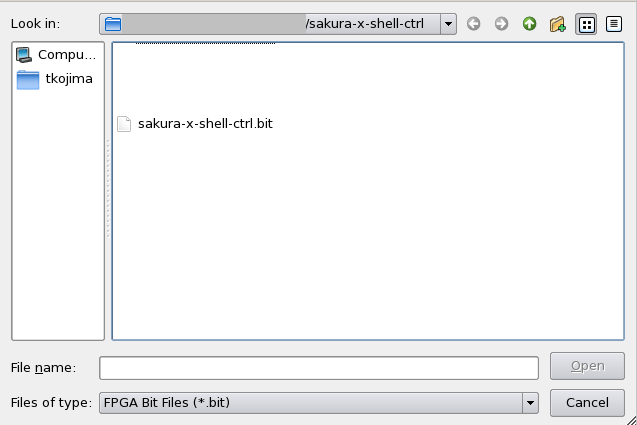 Look in: /sakura-x-shell-ctrl
Compu...
tkojima
sakura-x-shell-ctrl.bit
File name: Open
Files of type: FPGA Bit Files (*.bit) Cancel